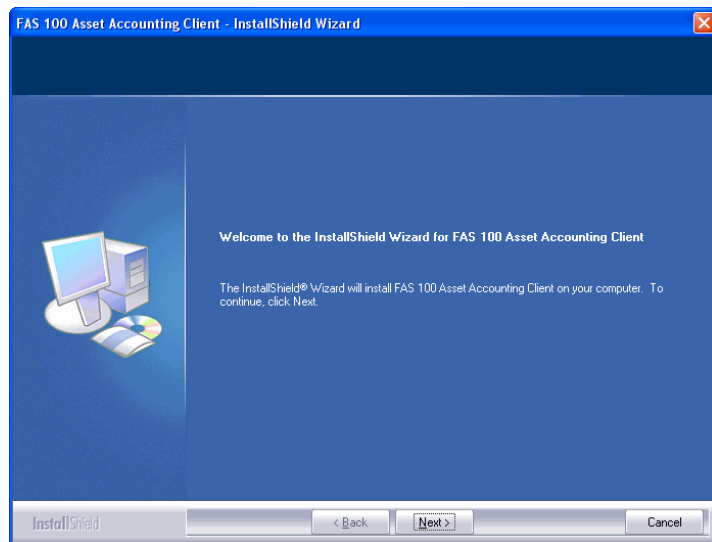 FAS 100 Asset Accounting Client - InstallShield Wizard
Welcome to the InstallShield Wizard for FAS 100 Asset Accounting Client
The InstallShield® Wizard will install FAS 100 Asset Accounting Client on your computer. To
continue, click Next.
InstallShield
< Back
Next >
Cancel